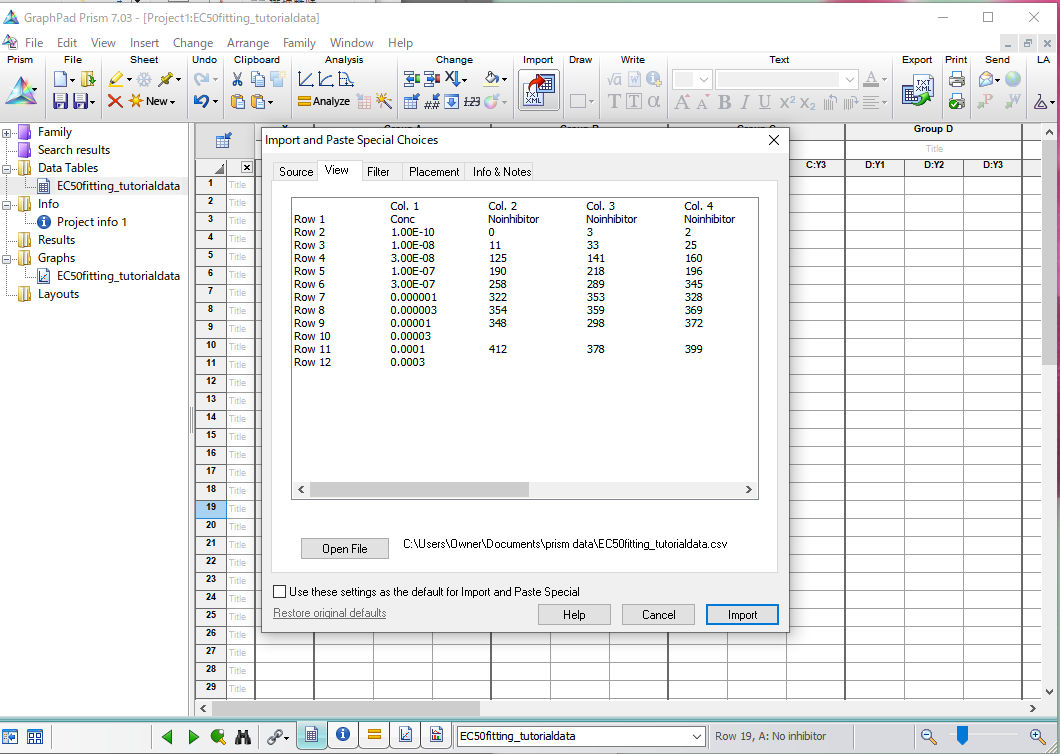 GraphPad Prism 7.03 - [Project1:EC50fitting_tutorialdata]
File Edit View Insert Change Arrange Family Window Help
Prism File Sheet Undo Clipboard Analysis Change Import Draw Write Text Export Print Send LA
New
Analyze
123
TXT
XML
TXT
XML
Family
Search results
Data Tables
EC50fitting_tutorialdata
Info
Project info 1
Results
Graphs
EC50fitting_tutorialdata
Layouts
Import and Paste Special Choices
Source View Filter Placement Info & Notes
Col. 1 Col. 2 Col. 3 Col. 4
Row 1 Conc Noinhibitor Noinhibitor Noinhibitor
Row 2 1.00E-10 0 3 2
Row 3 1.00E-08 11 33 25
Row 4 3.00E-08 125 141 160
Row 5 1.00E-07 190 218 196
Row 6 3.00E-07 258 289 345
Row 7 0.000001 322 353 328
Row 8 0.000003 354 359 369
Row 9 0.00001 348 298 372
Row 10 0.00003
Row 11 0.0001 412 378 399
Row 12 0.0003
Open File C:\Users\Owner\Documents\prism data\EC50fitting_tutorialdata.csv
Use these settings as the default for Import and Paste Special
Restore original defaults
Help Cancel Import
Group D
Title
C:Y3 D:Y1 D:Y2 D:Y3
1 Title
2 Title
3 Title
4 Title
5 Title
6 Title
7 Title
8 Title
9 Title
10 Title
11 Title
12 Title
13 Title
14 Title
15 Title
16 Title
17 Title
18 Title
19 Title
20 Title
21 Title
22 Title
23 Title
24 Title
25 Title
26 Title
27 Title
28 Title
29 Title
EC50fitting_tutorialdata
Row 19, A: No inhibitor